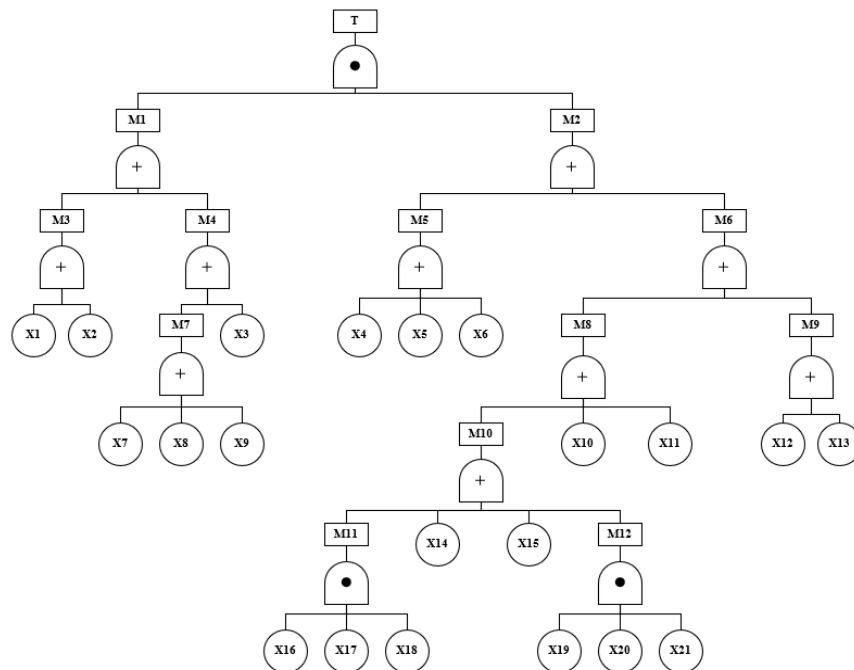 T
M1 M2
+ +
M3 M4 M5 M6
+ + + +
X1 X2 M7 X3 X4 X5 X6 M8 M9
+ + +
X7 X8 X9 M10 X10 X11 X12 X13
+
M11 X14 X15 M12
X16 X17 X18 X19 X20 X21